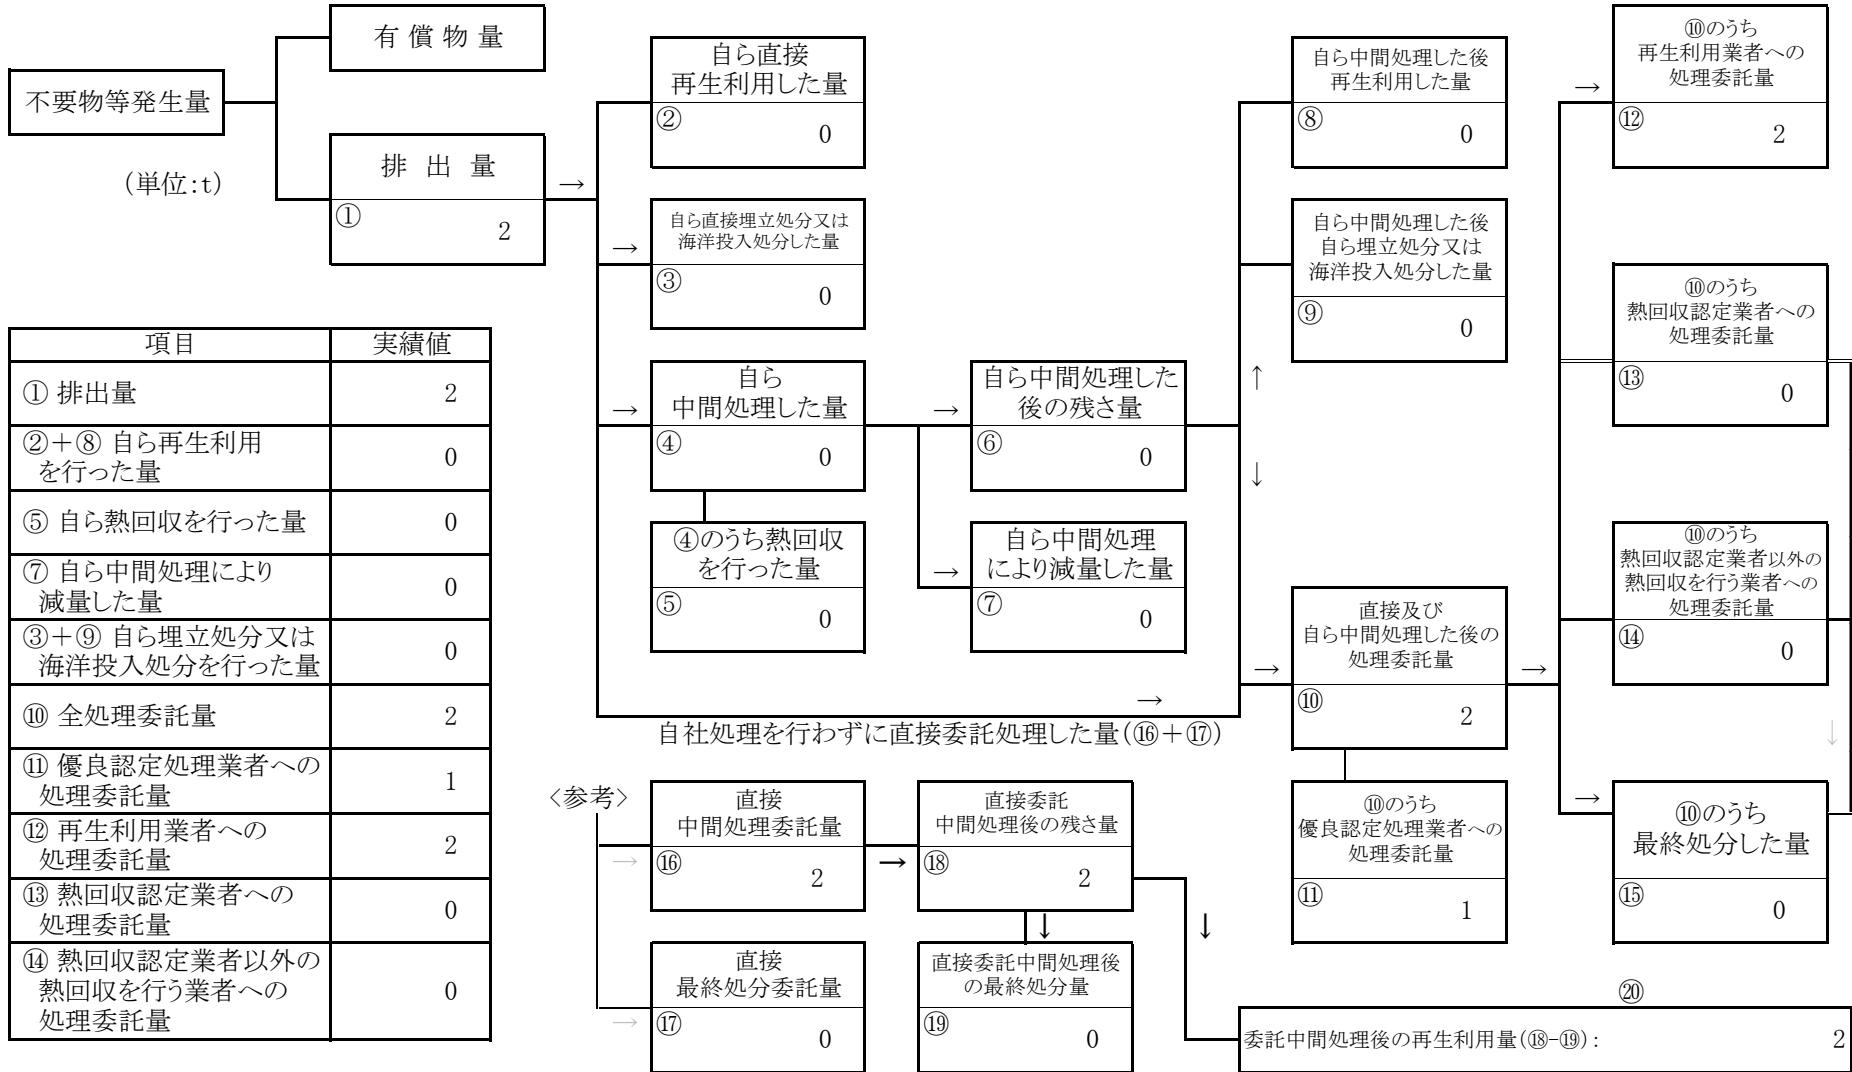 有償物量
不要物等発生量
(単位:t)
排出量
①
2
→
自ら直接
再生利用した量
②
0
→
自ら直接埋立処分又は
海洋投入処分した量
③
0
→
自ら
中間処理した量
④
0
④のうち熱回収
を行った量
⑤
0
→
自ら中間処理した
後の残さ量
⑥
0
→
自ら中間処理
により減量した量
⑦
0
↑
↓
自ら中間処理した後
再生利用した量
⑧
0
自ら中間処理した後
自ら埋立処分又は
海洋投入処分した量
⑨
0
→
自社処理を行わずに直接委託処理した量(⑯+⑰)
→
直接及び
自ら中間処理した後の
処理委託量
⑩
2
⑩のうち
優良認定処理業者への
処理委託量
⑪
1
→
→
⑩のうち
再生利用業者への
処理委託量
⑫
2
⑩のうち
熱回収認定業者への
処理委託量
⑬
0
⑩のうち
熱回収認定業者以外の
熱回収を行う業者への
処理委託量
⑭
0
↓
→
⑩のうち
最終処分した量
⑮
0
項目 実績値
① 排出量 2
②+⑧ 自ら再生利用
を行った量 0
⑤ 自ら熱回収を行った量 0
⑦ 自ら中間処理により
減量した量 0
③+⑨ 自ら埋立処分又は
海洋投入処分を行った量 0
⑩ 全処理委託量 2
⑪ 優良認定処理業者への
処理委託量 1
⑫ 再生利用業者への
処理委託量 2
⑬ 熱回収認定業者への
処理委託量 0
⑭ 熱回収認定業者以外の
熱回収を行う業者への
処理委託量 0
<参考>
→
直接
中間処理委託量
⑯
2
→
直接委託
中間処理後の残さ量
⑱
2
↓
↓
→
直接
最終処分委託量
⑰
0
直接委託中間処理後
の最終処分量
⑲
0
⑳
委託中間処理後の再生利用量(⑱-⑲): 2